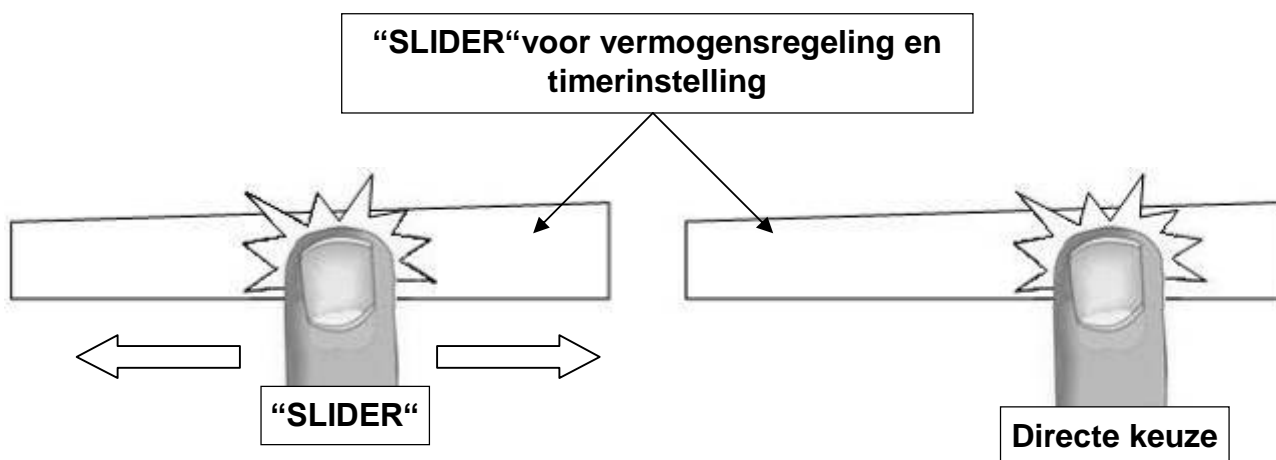 “SLIDER“voor vermogensregeling en
timerinstelling
“SLIDER“
Directe keuze